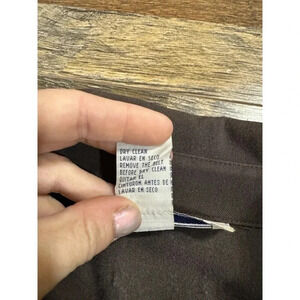 DRY CLEAN
LAVAR EN SECO
REMOVE THE BELT
BEFORE DRY CLEAN
QUITAR EL
CINTURON ANTES DE
LAVAR EN SECO